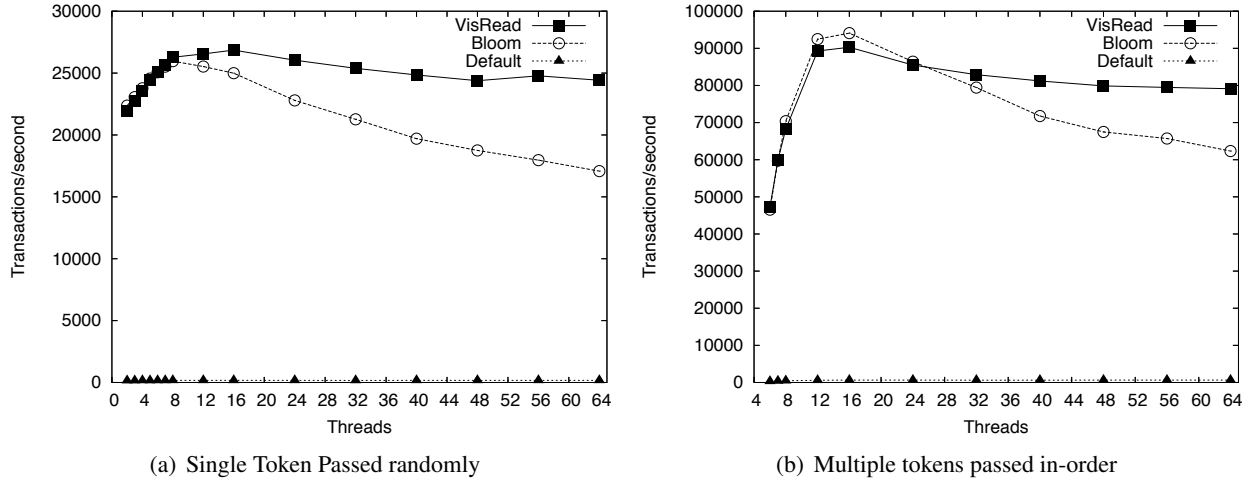 30000
25000
20000
15000
10000
5000
0
Transactions/second
VisRead
Bloom
Default
0 4 8 12 16 20 24 28 32 36 40 44 48 52 56 60 64
Threads
(a) Single Token Passed randomly
100000
90000
80000
70000
60000
50000
40000
30000
20000
10000
0
Transactions/second
VisRead
Bloom
Default
4 8 12 16 20 24 28 32 36 40 44 48 52 56 60 64
Threads
(b) Multiple tokens passed in-order